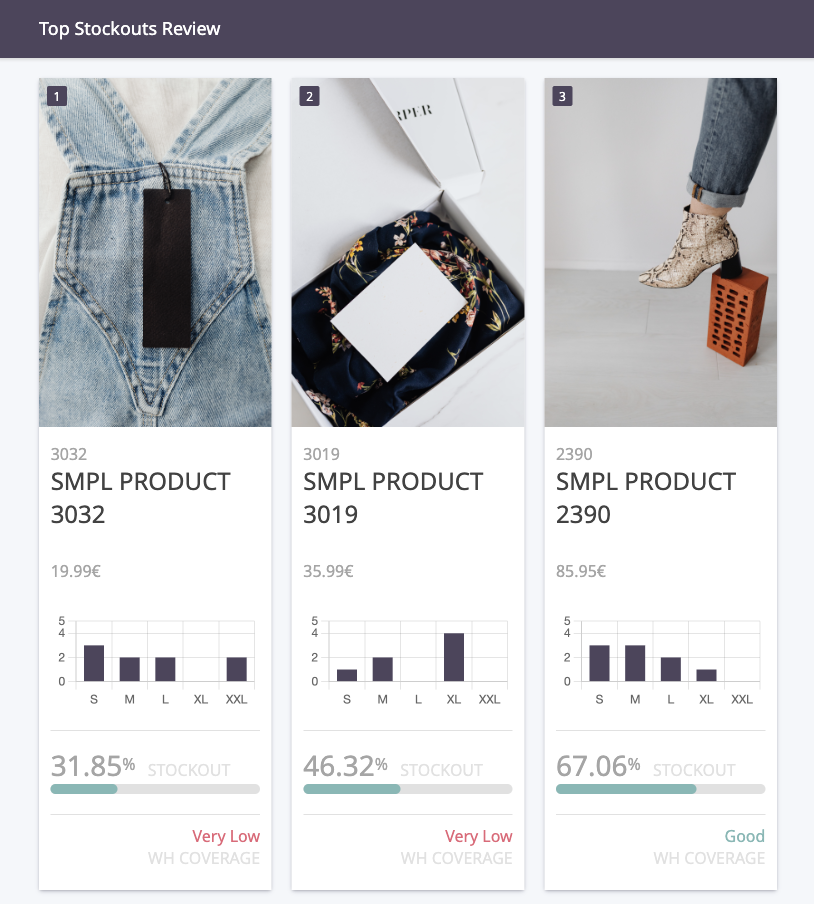 Top Stockouts Review
1
3032
SMPL PRODUCT
3032
19.99€
5
4
2
0
S M L XL XXL
31.85% STOCKOUT
Very Low
WH COVERAGE
2
RPER
3019
SMPL PRODUCT
3019
35.99€
5
4
2
0
S M L XL XXL
46.32% STOCKOUT
Very Low
WH COVERAGE
3
2390
SMPL PRODUCT
2390
85.95€
5
4
2
0
S M L XL XXL
67.06% STOCKOUT
Good
WH COVERAGE